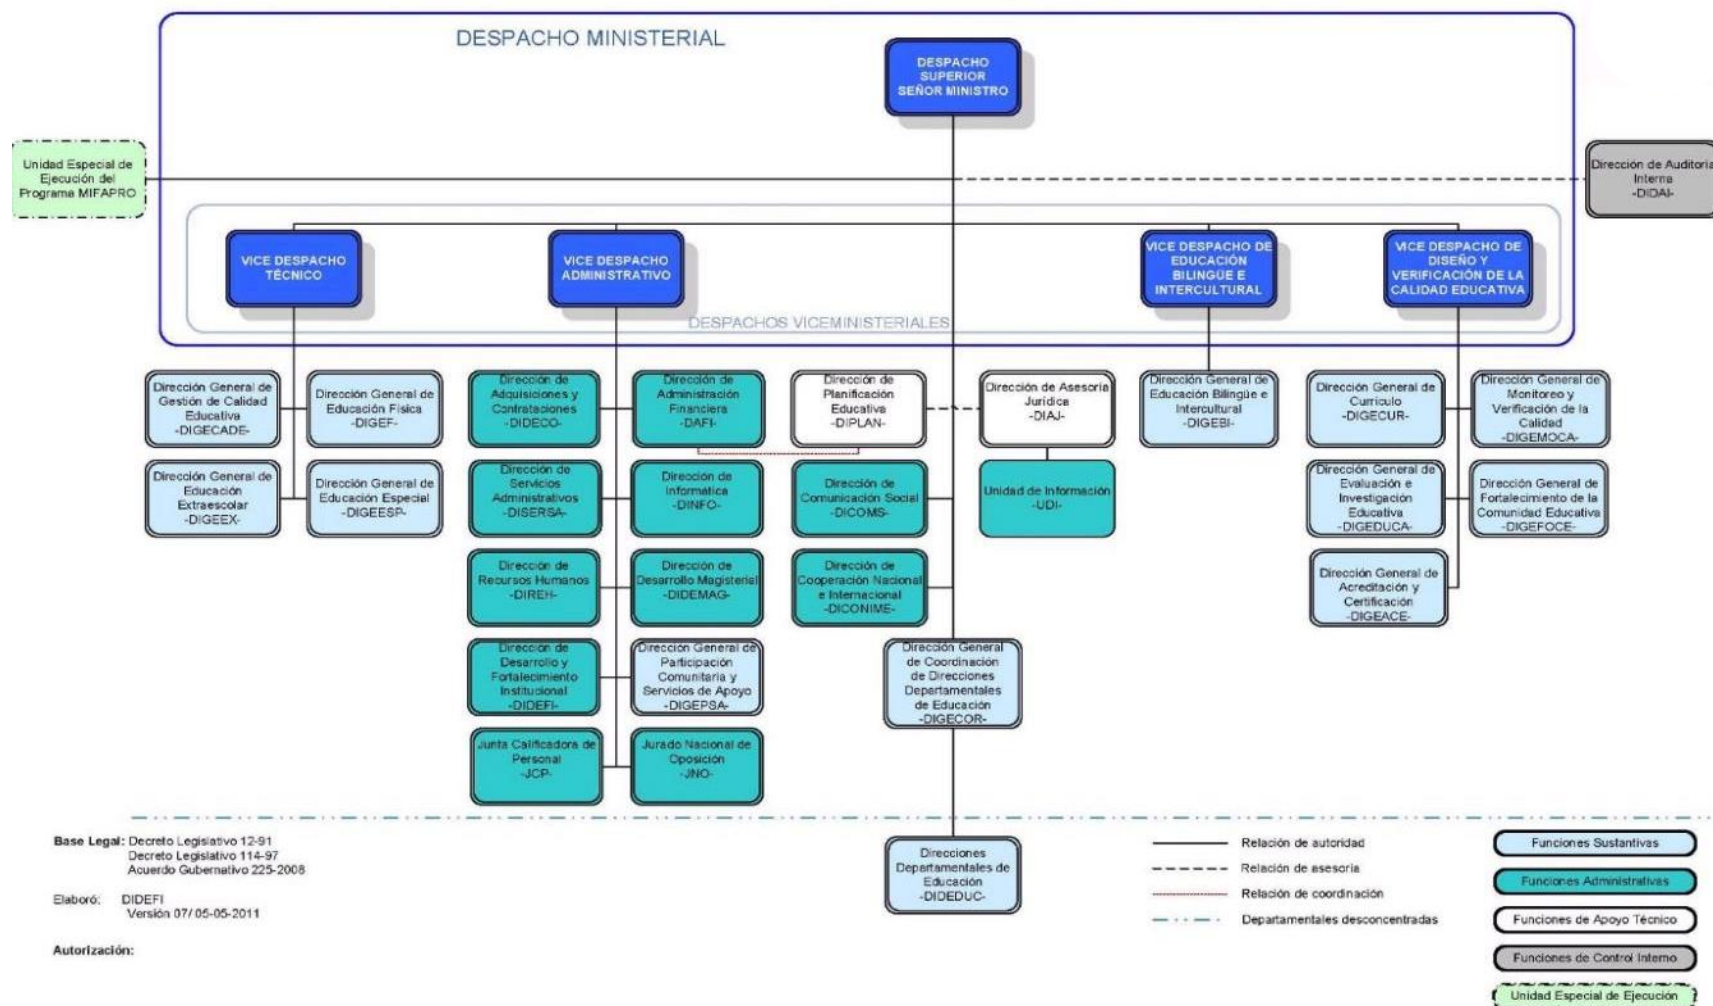 DESPACHO MINISTERIAL
DESPACHO
SUPERIOR
SEÑOR MINISTRO
Unidad Especial de
Ejecución del
Programa MIFAPRO
Dirección de Auditoría
Interna
-DIDAI-
VICE DESPACHO
TÉCNICO
VICE DESPACHO
ADMINISTRATIVO
VICE DESPACHO DE
EDUCACIÓN
BILINGÜE E
INTERCULTURAL
VICE DESPACHO DE
DISEÑO Y
VERIFICACIÓN DE LA
CALIDAD EDUCATIVA
DESPACHOS VICEMINISTERIALES
Dirección General de
Gestión de Calidad
Educativa
-DIGECADE-
Dirección General de
Educación Física
-DIGEF-
Dirección de
Adquisiciones y
Contrataciones
-DIDECO-
Dirección de
Administración
Financiera
-DAFI-
Dirección de
Planificación
Educativa
-DIPLAN-
Dirección de Asesoría
Jurídica
-DIAJ-
Dirección General de
Educación Bilingüe e
Intercultural
-DIGEBI-
Dirección General de
Currículo
-DIGECUR-
Dirección General de
Monitoreo y
Verificación de la
Calidad
-DIGEMOCA-
Dirección General de
Educación
Extraescolar
-DIGEEX-
Dirección General de
Educación Especial
-DIGEESP-
Dirección de
Servicios
Administrativos
-DISERSA-
Dirección de
Informática
-DINFO-
Dirección de
Comunicación Social
-DICOMS-
Unidad de Información
-UDI-
Dirección General de
Evaluación e
Investigación
Educativa
-DIGEDUCA-
Dirección General de
Fortalecimiento de la
Comunidad Educativa
-DIGEFOCE-
Dirección de
Recursos Humanos
-DIREH-
Dirección de
Desarrollo Magisterial
-DIDEMAG-
Dirección de
Cooperación Nacional
e Internacional
-DICONIME-
Dirección General de
Acreditación y
Certificación
-DIGEACE-
Dirección de
Desarrollo y
Fortalecimiento
Institucional
-DIDEFI-
Dirección General de
Participación
Comunitaria y
Servicios de Apoyo
-DIGEPSA-
Dirección General
de Coordinación
de Direcciones
Departamentales
de Educación
-DIGECOR-
Junta Calificadora de
Personal
-JCP-
Jurado Nacional de
Oposición
-JNO-
Direcciones
Departamentales de
Educación
-DIDEDUC-
Base Legal: Decreto Legislativo 12-91
Decreto Legislativo 114-97
Acuerdo Gubernativo 225-2008
Elaboró: DIDEFI
Versión 07/ 05-05-2011
Autorización:
Relación de autoridad
Relación de asesoría
Relación de coordinación
Departamentales desconcentradas
Funciones Sustantivas
Funciones Administrativas
Funciones de Apoyo Técnico
Funciones de Control Interno
Unidad Especial de Ejecución